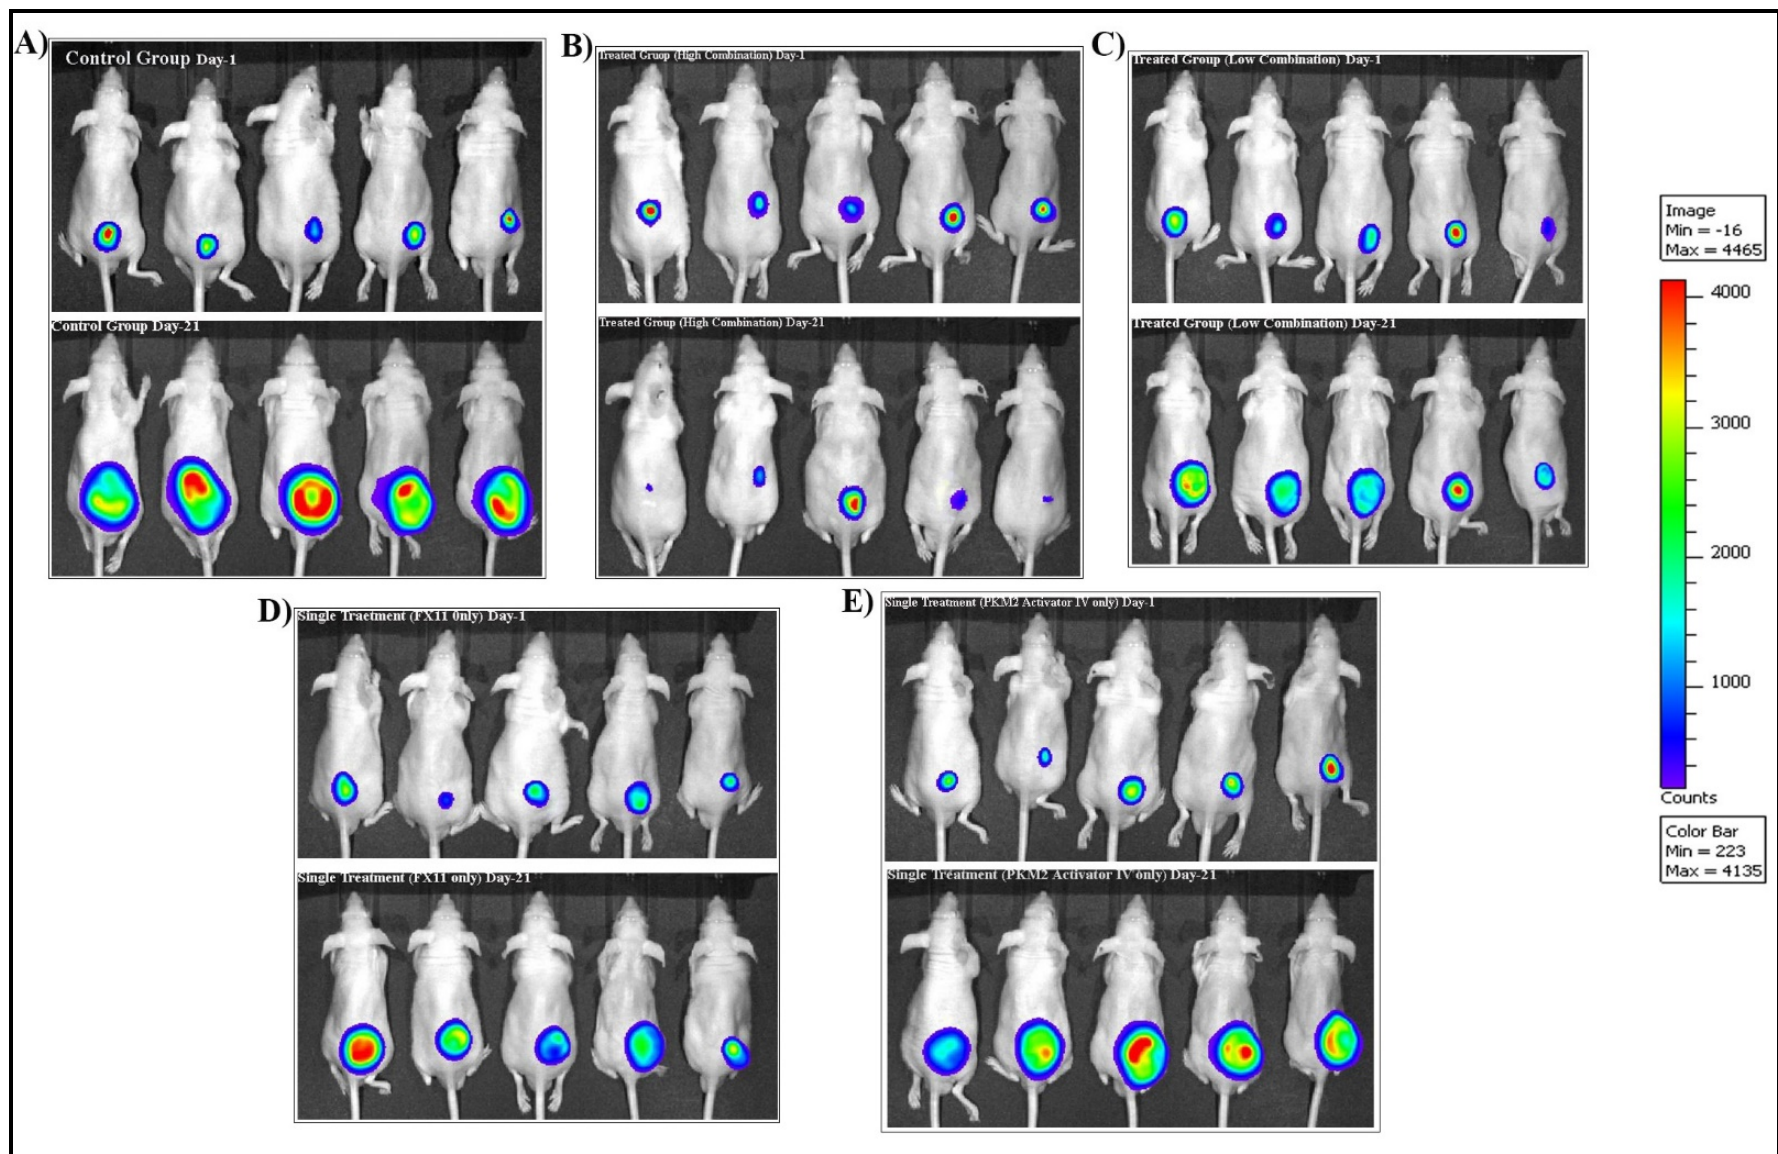 A)
Control Group Day-1
Control Group Day-21
B)
Treated Gruop (High Combination) Day-1
Treated Group (High Combination) Day-21
C)
Treated Group (Low Combination) Day-1
Treated Group (Low Combination) Day-21
D)
Single Traetment (FX11 0nly) Day-1
Single Treatment (FX11 only) Day-21
E)
Single Treatment (PKM2 Activator IV only) Day-1
Single Treatment (PKM2 Activator IV only) Day-21
Image
Min = -16
Max = 4465
4000
3000
2000
1000
Counts
Color Bar
Min = 223
Max = 4135